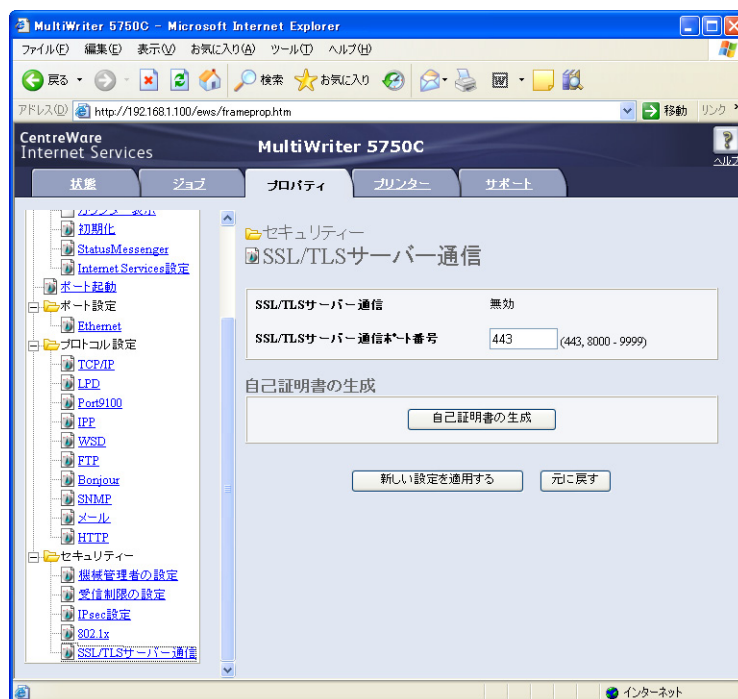 MultiWriter 5750C - Microsoft Internet Explorer
ファイル(F) 編集(E) 表示(V) お気に入り(A) ツール(T) ヘルプ(H)
戻る 検索 お気に入り
アドレス(D) http://192.168.1.100/ews/frameprop.htm 移動 リンク »
CentreWare
Internet Services
MultiWriter 5750C
ヘルプ
状態 ジョブ プロパティ プリンター サポート
カウンター表示
初期化
StatusMessenger
Internet Services設定
ポート起動
ポート設定
Ethernet
プロトコル設定
TCP/IP
LPD
Port9100
IPP
WSD
FTP
Bonjour
SNMP
メール
HTTP
セキュリティー
機械管理者の設定
受信制限の設定
IPsec設定
802.1x
SSL/TLSサーバー通信
セキュリティー
SSL/TLSサーバー通信
SSL/TLSサーバー通信 無効
SSL/TLSサーバー通信ポート番号 443 (443, 8000 - 9999)
自己証明書の生成
自己証明書の生成
新しい設定を適用する 元に戻す
インターネット